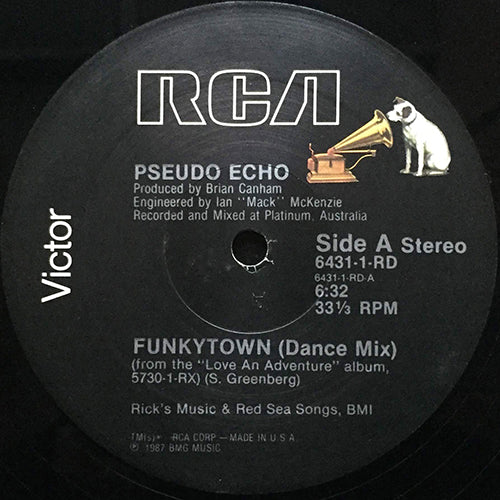 RCA
Victor
PSEUDO ECHO
Produced by Brian Canham
Engineered by Ian "Mack" McKenzie
Recorded and Mixed at Platinum, Australia
Side A Stereo
6431-1-RD
6431-1-RD-A
6:32
33⅓ RPM
FUNKYTOWN (Dance Mix)
(from the "Love An Adventure" album,
5730-1-RX) (S. Greenberg)
Rick's Music & Red Sea Songs, BMI
TM(s)® RCA CORP — MADE IN U.S.A.
℗ 1987 BMG MUSIC